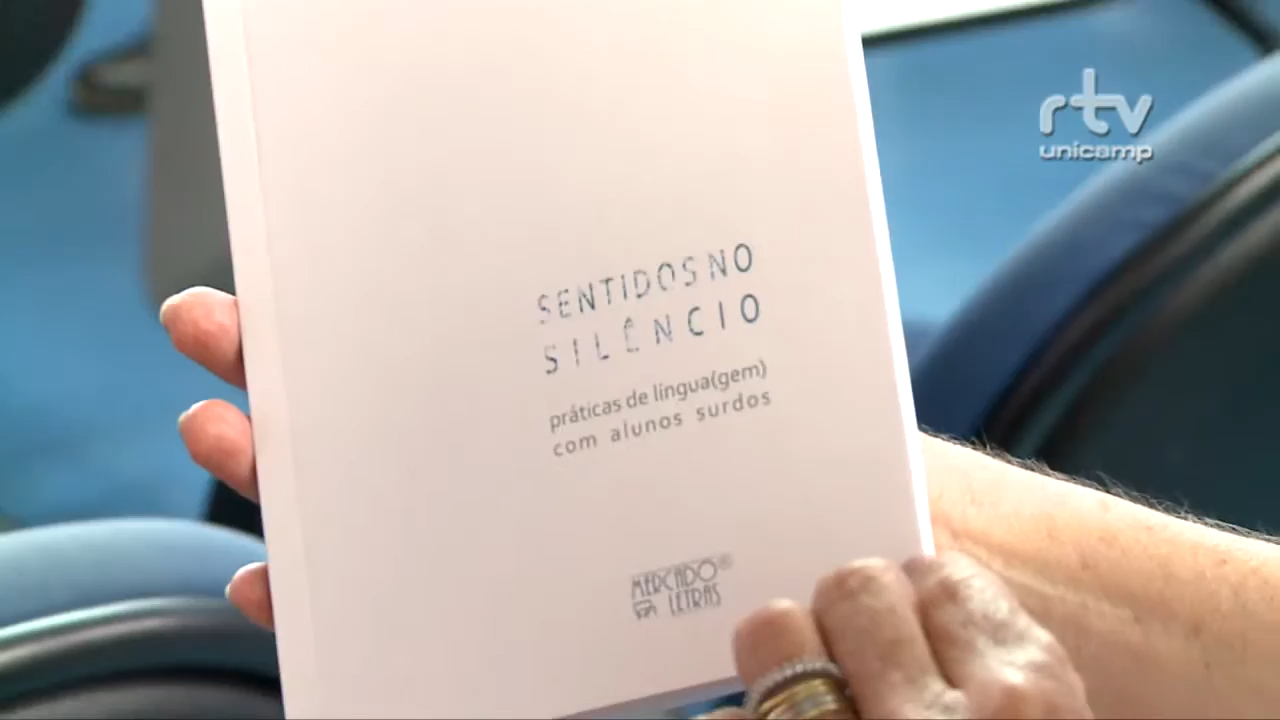 rtv
unicamp
SENTIDOS NO
SILÊNCIO
práticas de língua(gem)
com alunos surdos
MERCADO®
LETRAS